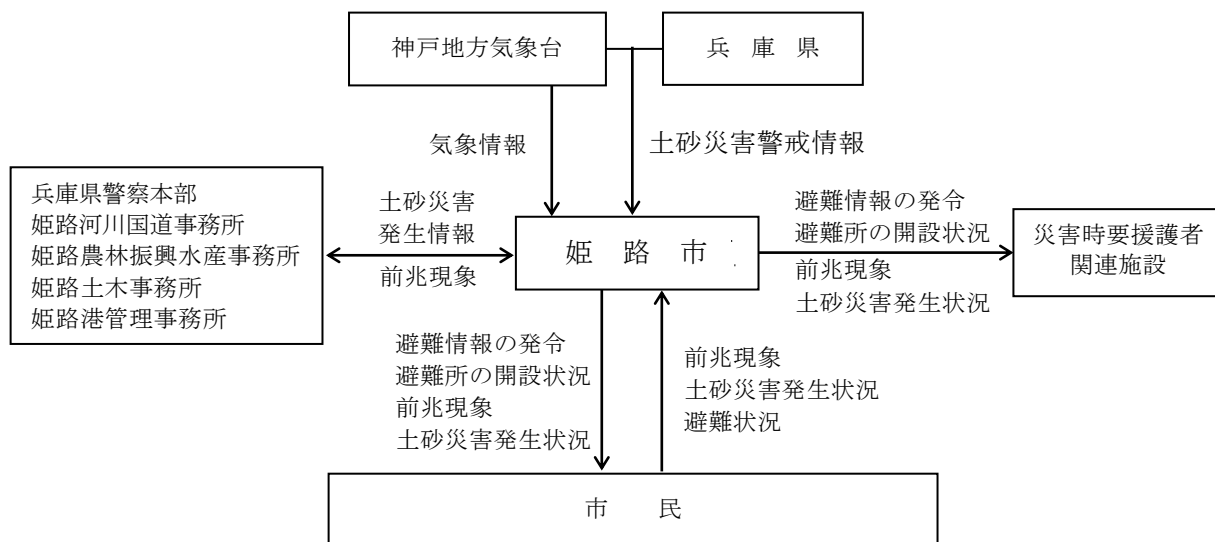 神戸地方気象台
兵 庫 県
気象情報
土砂災害警戒情報
兵庫県警察本部
姫路河川国道事務所
姫路農林振興水産事務所
姫路土木事務所
姫路港管理事務所
土砂災害
発生情報
前兆現象
姫 路 市
避難情報の発令
避難所の開設状況
前兆現象
土砂災害発生状況
災害時要援護者
関連施設
避難情報の発令
避難所の開設状況
前兆現象
土砂災害発生状況
前兆現象
土砂災害発生状況
避難状況
市 民